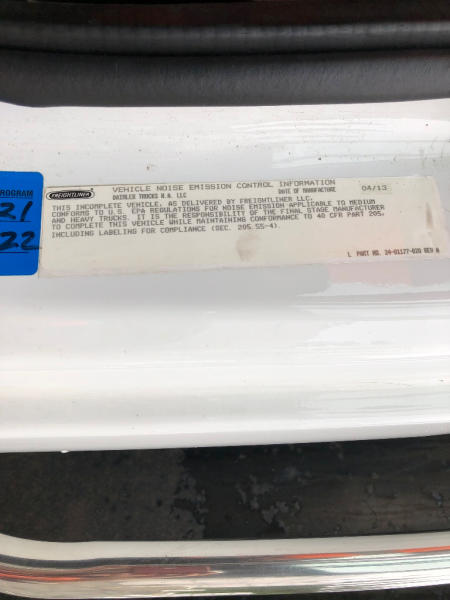 PROGRAM
21
22
FREIGHTLINER
VEHICLE NOISE EMISSION CONTROL INFORMATION
DAIMLER TRUCKS N.A. LLC DATE OF MANUFACTURE 04/13
THIS INCOMPLETE VEHICLE, AS DELIVERED BY FREIGHTLINER LLC,
CONFORMS TO U.S. EPA REGULATIONS FOR NOISE EMISSION APPLICABLE TO MEDIUM
AND HEAVY TRUCKS. IT IS THE RESPONSIBILITY OF THE FINAL STAGE MANUFACTURER
TO COMPLETE THIS VEHICLE WHILE MAINTAINING CONFORMANCE TO 40 CFR PART 205,
INCLUDING LABELING FOR COMPLIANCE (SEC. 205.55-4).
L PART NO. 24-01177-020 REV A